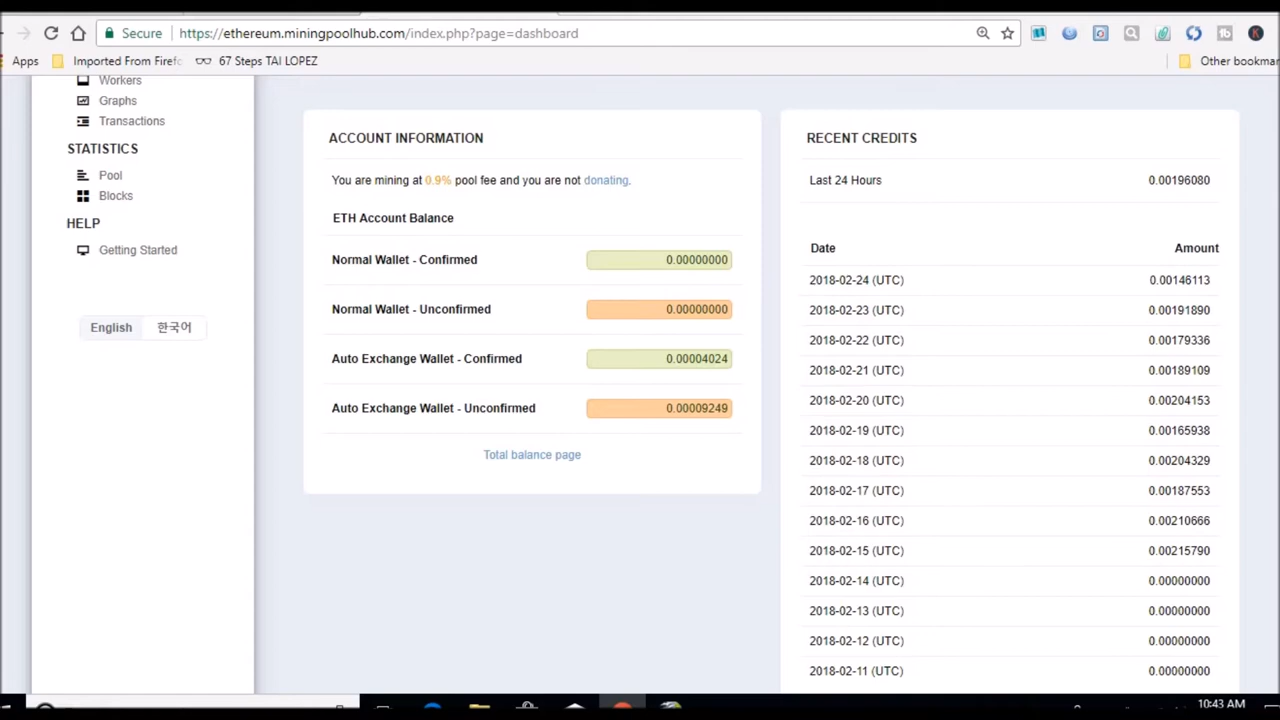 Secure
https://ethereum.miningpoolhub.com/index.php?page=dashboard
K
Apps
Imported From Firefo
67 Steps TAI LOPEZ
Other bookmar
Workers
Graphs
Transactions
STATISTICS
Pool
Blocks
HELP
Getting Started
English 한국어
ACCOUNT INFORMATION
You are mining at 0.9% pool fee and you are not donating.
ETH Account Balance
Normal Wallet - Confirmed 0.00000000
Normal Wallet - Unconfirmed 0.00000000
Auto Exchange Wallet - Confirmed 0.00004024
Auto Exchange Wallet - Unconfirmed 0.00009249
Total balance page
RECENT CREDITS
Last 24 Hours 0.00196080
Date Amount
2018-02-24 (UTC) 0.00146113
2018-02-23 (UTC) 0.00191890
2018-02-22 (UTC) 0.00179336
2018-02-21 (UTC) 0.00189109
2018-02-20 (UTC) 0.00204153
2018-02-19 (UTC) 0.00165938
2018-02-18 (UTC) 0.00204329
2018-02-17 (UTC) 0.00187553
2018-02-16 (UTC) 0.00210666
2018-02-15 (UTC) 0.00215790
2018-02-14 (UTC) 0.00000000
2018-02-13 (UTC) 0.00000000
2018-02-12 (UTC) 0.00000000
2018-02-11 (UTC) 0.00000000
10:43 AM